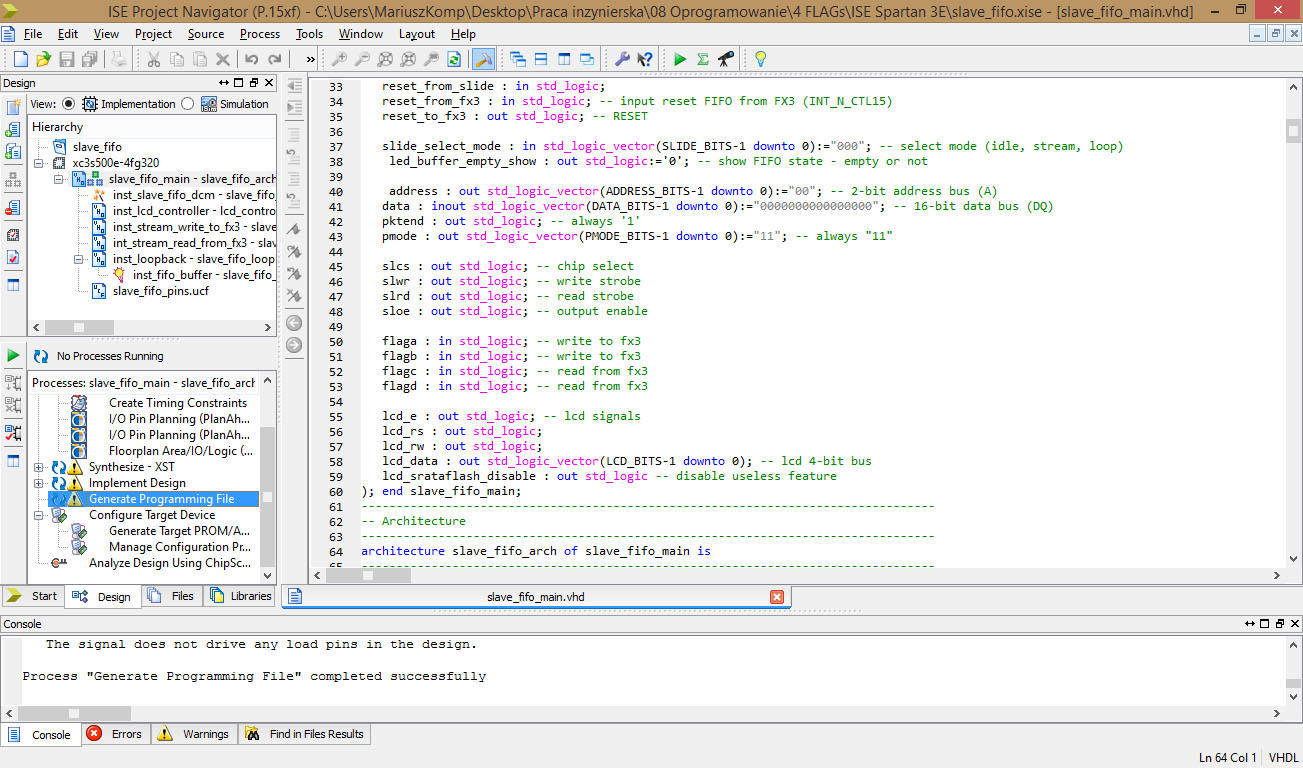 ISE Project Navigator (P.15xf) - C:\Users\MariuszKomp\Desktop\Praca inzynierska\08 Oprogramowanie\4 FLAGs\ISE Spartan 3E\slave_fifo.xise - [slave_fifo_main.vhd]
File Edit View Project Source Process Tools Window Layout Help
Design
View: Implementation Simulation
Hierarchy
slave_fifo
xc3s500e-4fg320
slave_fifo_main - slave_fifo_arch
inst_slave_fifo_dcm - slave_fifo_
inst_lcd_controller - lcd_contro
inst_stream_write_to_fx3 - slave
int_stream_read_from_fx3 - slav
inst_loopback - slave_fifo_loop
inst_fifo_buffer - slave_fifo_
slave_fifo_pins.ucf
No Processes Running
Processes: slave_fifo_main - slave_fifo_arch
Create Timing Constraints
I/O Pin Planning (PlanAh...
I/O Pin Planning (PlanAh...
Floorplan Area/IO/Logic (...
Synthesize - XST
Implement Design
Generate Programming File
Configure Target Device
Generate Target PROM/A...
Manage Configuration Pr...
Analyze Design Using ChipSc...
Start Design Files Libraries
33 reset_from_slide : in std_logic;
34 reset_from_fx3 : in std_logic; -- input reset FIFO from FX3 (INT_N_CTL15)
35 reset_to_fx3 : out std_logic; -- RESET
36
37 slide_select_mode : in std_logic_vector(SLIDE_BITS-1 downto 0):="000"; -- select mode (idle, stream, loop)
38 led_buffer_empty_show : out std_logic:='0'; -- show FIFO state - empty or not
39
40 address : out std_logic_vector(ADDRESS_BITS-1 downto 0):="00"; -- 2-bit address bus (A)
41 data : inout std_logic_vector(DATA_BITS-1 downto 0):="0000000000000000"; -- 16-bit data bus (DQ)
42 pktend : out std_logic; -- always '1'
43 pmode : out std_logic_vector(PMODE_BITS-1 downto 0):="11"; -- always "11"
44
45 slcs : out std_logic; -- chip select
46 slwr : out std_logic; -- write strobe
47 slrd : out std_logic; -- read strobe
48 sloe : out std_logic; -- output enable
49
50 flaga : in std_logic; -- write to fx3
51 flagb : in std_logic; -- write to fx3
52 flagc : in std_logic; -- read from fx3
53 flagd : in std_logic; -- read from fx3
54
55 lcd_e : out std_logic; -- lcd signals
56 lcd_rs : out std_logic;
57 lcd_rw : out std_logic;
58 lcd_data : out std_logic_vector(LCD_BITS-1 downto 0); -- lcd 4-bit bus
59 lcd_srataflash_disable : out std_logic -- disable useless feature
60 ); end slave_fifo_main;
61 --------------------------------------------------------------------------------
62 -- Architecture
63 --------------------------------------------------------------------------------
64 architecture slave_fifo_arch of slave_fifo_main is
65 --------------------------------------------------------------------------------
slave_fifo_main.vhd
Console
The signal does not drive any load pins in the design.
Process "Generate Programming File" completed successfully
Console Errors Warnings Find in Files Results
Ln 64 Col 1 VHDL